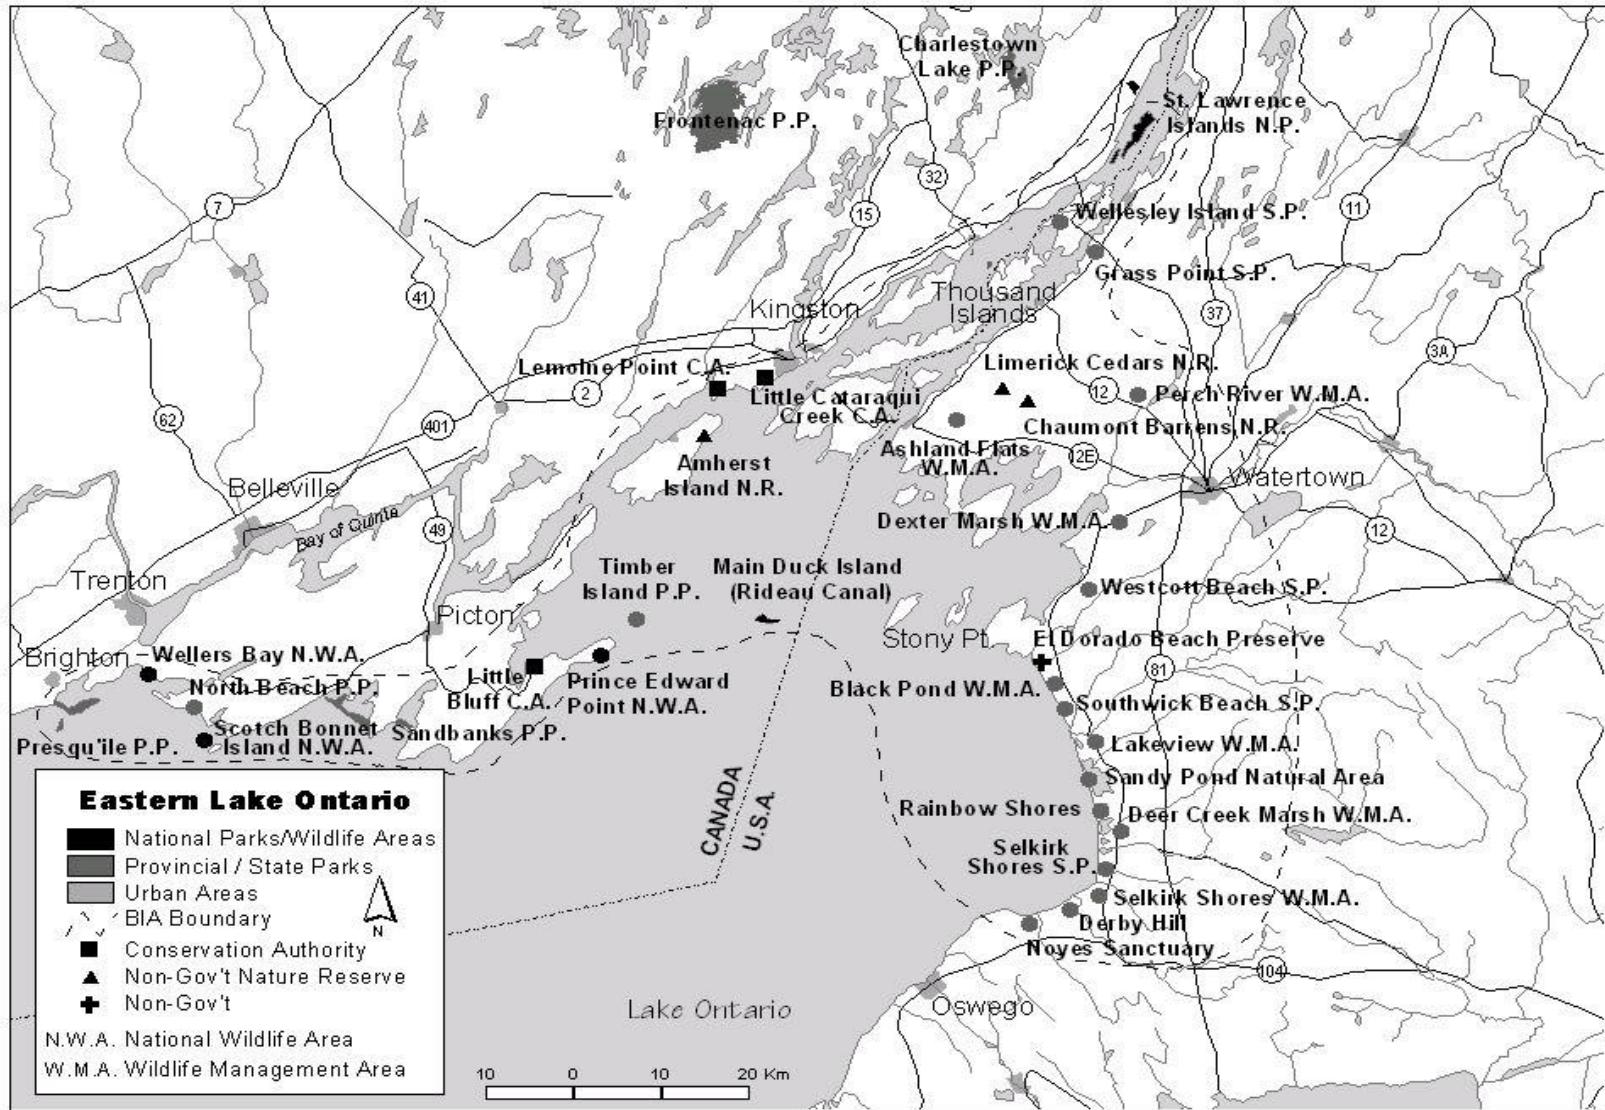 Charlestown
Lake P.P.
St. Lawrence
Islands N.P.
Frontenac P.P.
32
15
7
11
Wellesley Island S.P.
Grass Point S.P.
41
Kingston
Thousand
Islands
37
3A
Lemoine Point C.A.
Limerick Cedars N.R.
2
12
Perch River W.M.A.
Little Cataraqui
Creek C.A.
62
401
Chaumont Barrens N.R.
Ashland Flats
W.M.A.
12E
Amherst
Island N.R.
Watertown
Belleville
Bay of Quinte
49
Dexter Marsh W.M.A.
12
Trenton
Timber
Island P.P.
Main Duck Island
(Rideau Canal)
Westcott Beach S.P.
Picton
Stony Pt.
El Dorado Beach Preserve
Brighton
Wellers Bay N.W.A.
81
North Beach P.P.
Little
Bluff C.A.
Prince Edward
Point N.W.A.
Black Pond W.M.A.
Southwick Beach S.P.
Presqu'ile P.P.
Scotch Bonnet
Island N.W.A.
Sandbanks P.P.
Lakeview W.M.A.
Sandy Pond Natural Area
CANADA
U.S.A.
Rainbow Shores
Deer Creek Marsh W.M.A.
Selkirk
Shores S.P.
Selkirk Shores W.M.A.
Derby Hill
Noyes Sanctuary
104
Oswego
Lake Ontario
Eastern Lake Ontario
National Parks/Wildlife Areas
Provincial / State Parks
Urban Areas
BIA Boundary
N
Conservation Authority
Non-Gov't Nature Reserve
Non-Gov't
N.W.A. National Wildlife Area
W.M.A. Wildlife Management Area
10 0 10 20 Km